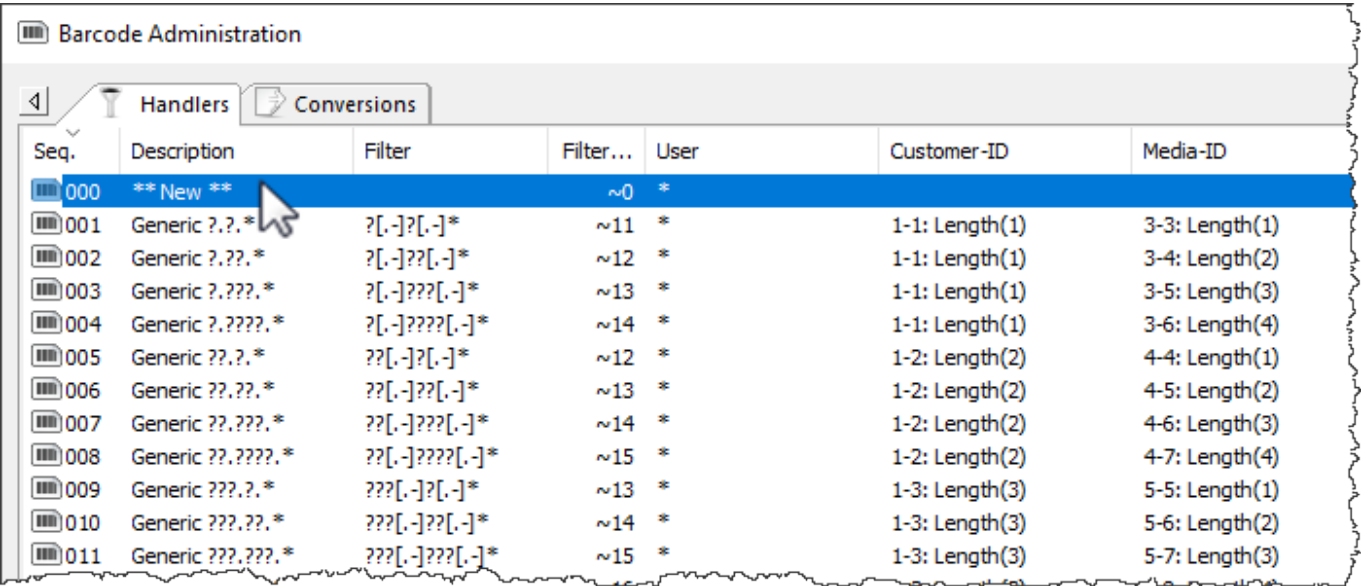 Barcode Administration
Handlers Conversions
Seq. Description Filter Filter... User Customer-ID Media-ID
000 ** New ** ~0 *
001 Generic ?.?.* ?[.-]?[.-]* ~11 * 1-1: Length(1) 3-3: Length(1)
002 Generic ?.??.* ?[.-]??[.-]* ~12 * 1-1: Length(1) 3-4: Length(2)
003 Generic ?.???.* ?[.-]???[.-]* ~13 * 1-1: Length(1) 3-5: Length(3)
004 Generic ?.????.* ?[.-]????[.-]* ~14 * 1-1: Length(1) 3-6: Length(4)
005 Generic ??.?.* ??[.-]?[.-]* ~12 * 1-2: Length(2) 4-4: Length(1)
006 Generic ??.??.* ??[.-]??[.-]* ~13 * 1-2: Length(2) 4-5: Length(2)
007 Generic ??.???.* ??[.-]???[.-]* ~14 * 1-2: Length(2) 4-6: Length(3)
008 Generic ??.????.* ??[.-]????[.-]* ~15 * 1-2: Length(2) 4-7: Length(4)
009 Generic ???.?.* ???[.-]?[.-]* ~13 * 1-3: Length(3) 5-5: Length(1)
010 Generic ???.??.* ???[.-]??[.-]* ~14 * 1-3: Length(3) 5-6: Length(2)
011 Generic ???.???.* ???[.-]???[.-]* ~15 * 1-3: Length(3) 5-7: Length(3)